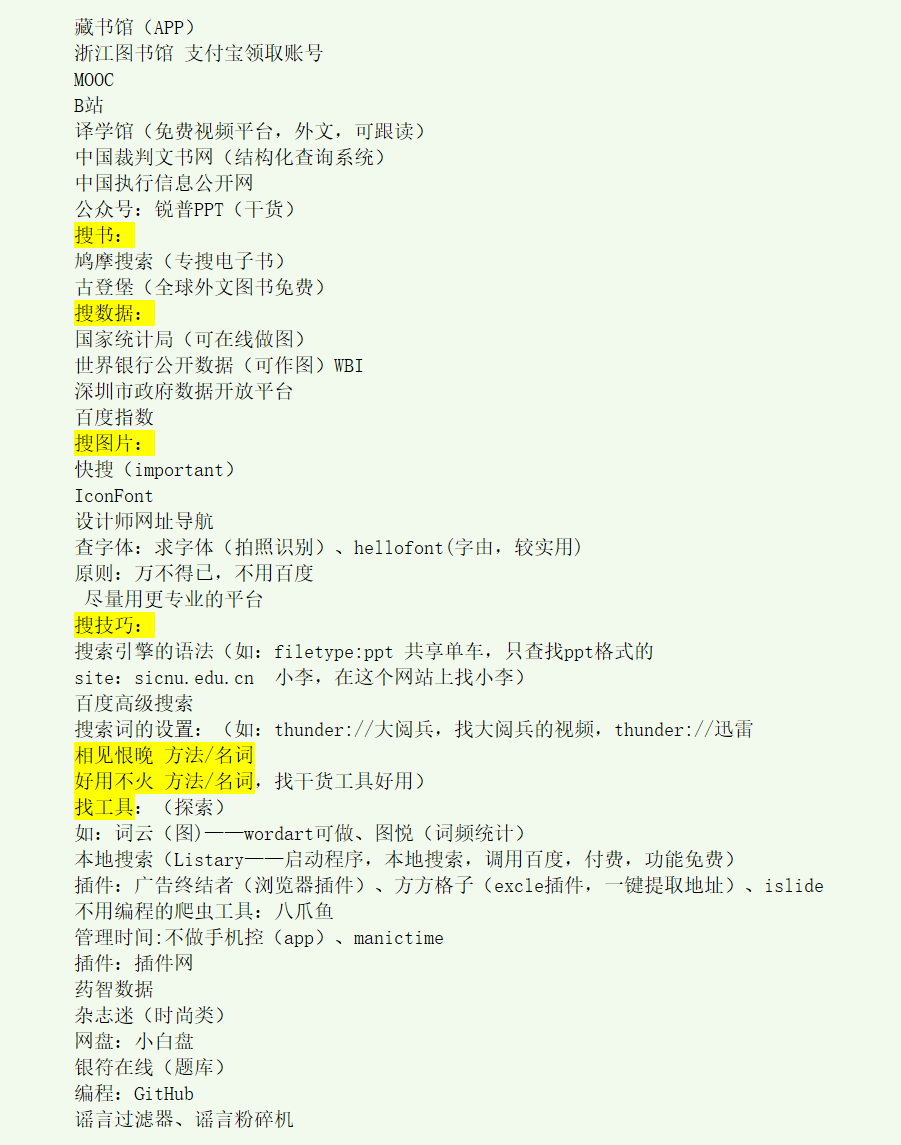 藏书馆（APP）
浙江图书馆 支付宝领取账号
MOOC
B站
译学馆（免费视频平台，外文，可跟读）
中国裁判文书网（结构化查询系统）
中国执行信息公开网
公众号：锐普PPT（干货）
搜书：
鸠摩搜索（专搜电子书）
古登堡（全球外文图书免费）
搜数据：
国家统计局（可在线做图）
世界银行公开数据（可作图）WBI
深圳市政府数据开放平台
百度指数
搜图片：
快搜（important）
IconFont
设计师网址导航
查字体：求字体（拍照识别）、hellofont(字由，较实用)
原则：万不得已，不用百度
尽量用更专业的平台
搜技巧：
搜索引擎的语法（如：filetype:ppt 共享单车，只查找ppt格式的
site：sicnu.edu.cn  小李，在这个网站上找小李）
百度高级搜索
搜索词的设置：（如：thunder://大阅兵，找大阅兵的视频，thunder://迅雷
相见恨晚 方法/名词
好用不火 方法/名词，找干货工具好用）
找工具：（探索）
如：词云（图)——wordart可做、图悦（词频统计）
本地搜索（Listary——启动程序，本地搜索，调用百度，付费，功能免费）
插件：广告终结者（浏览器插件）、方方格子（excle插件，一键提取地址）、islide
不用编程的爬虫工具：八爪鱼
管理时间:不做手机控（app）、manictime
插件：插件网
药智数据
杂志迷（时尚类）
网盘：小白盘
银符在线（题库）
编程：GitHub
谣言过滤器、谣言粉碎机